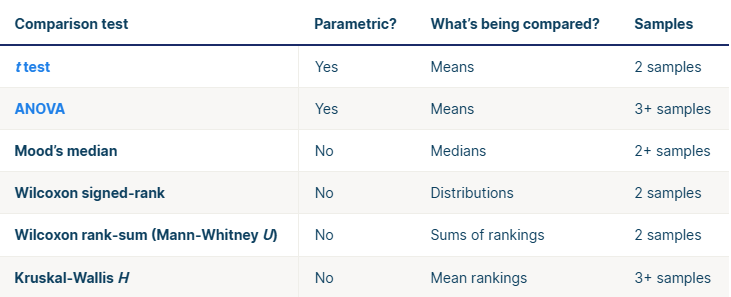 Comparison test Parametric? What’s being compared? Samples
t test Yes Means 2 samples
ANOVA Yes Means 3+ samples
Mood’s median No Medians 2+ samples
Wilcoxon signed-rank No Distributions 2 samples
Wilcoxon rank-sum (Mann-Whitney U) No Sums of rankings 2 samples
Kruskal-Wallis H No Mean rankings 3+ samples